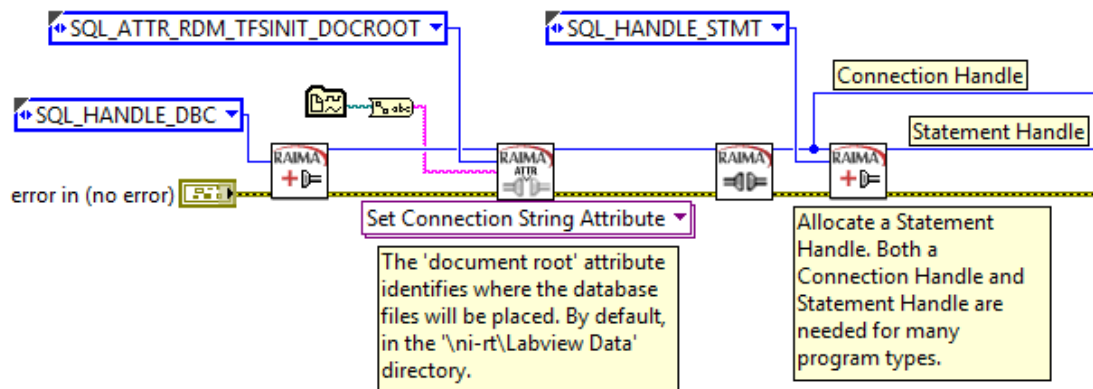 SQL_ATTR_RDM_TFSINIT_DOCROOT
SQL_HANDLE_STMT
Connection Handle
SQL_HANDLE_DBC
abc
Statement Handle
RAIMA
RAIMA
ATTR
RAIMA
RAIMA
error in (no error)
Set Connection String Attribute
The 'document root' attribute
identifies where the database
files will be placed. By default,
in the '\ni-rt\Labview Data'
directory.
Allocate a Statement
Handle. Both a
Connection Handle and
Statement Handle are
needed for many
program types.